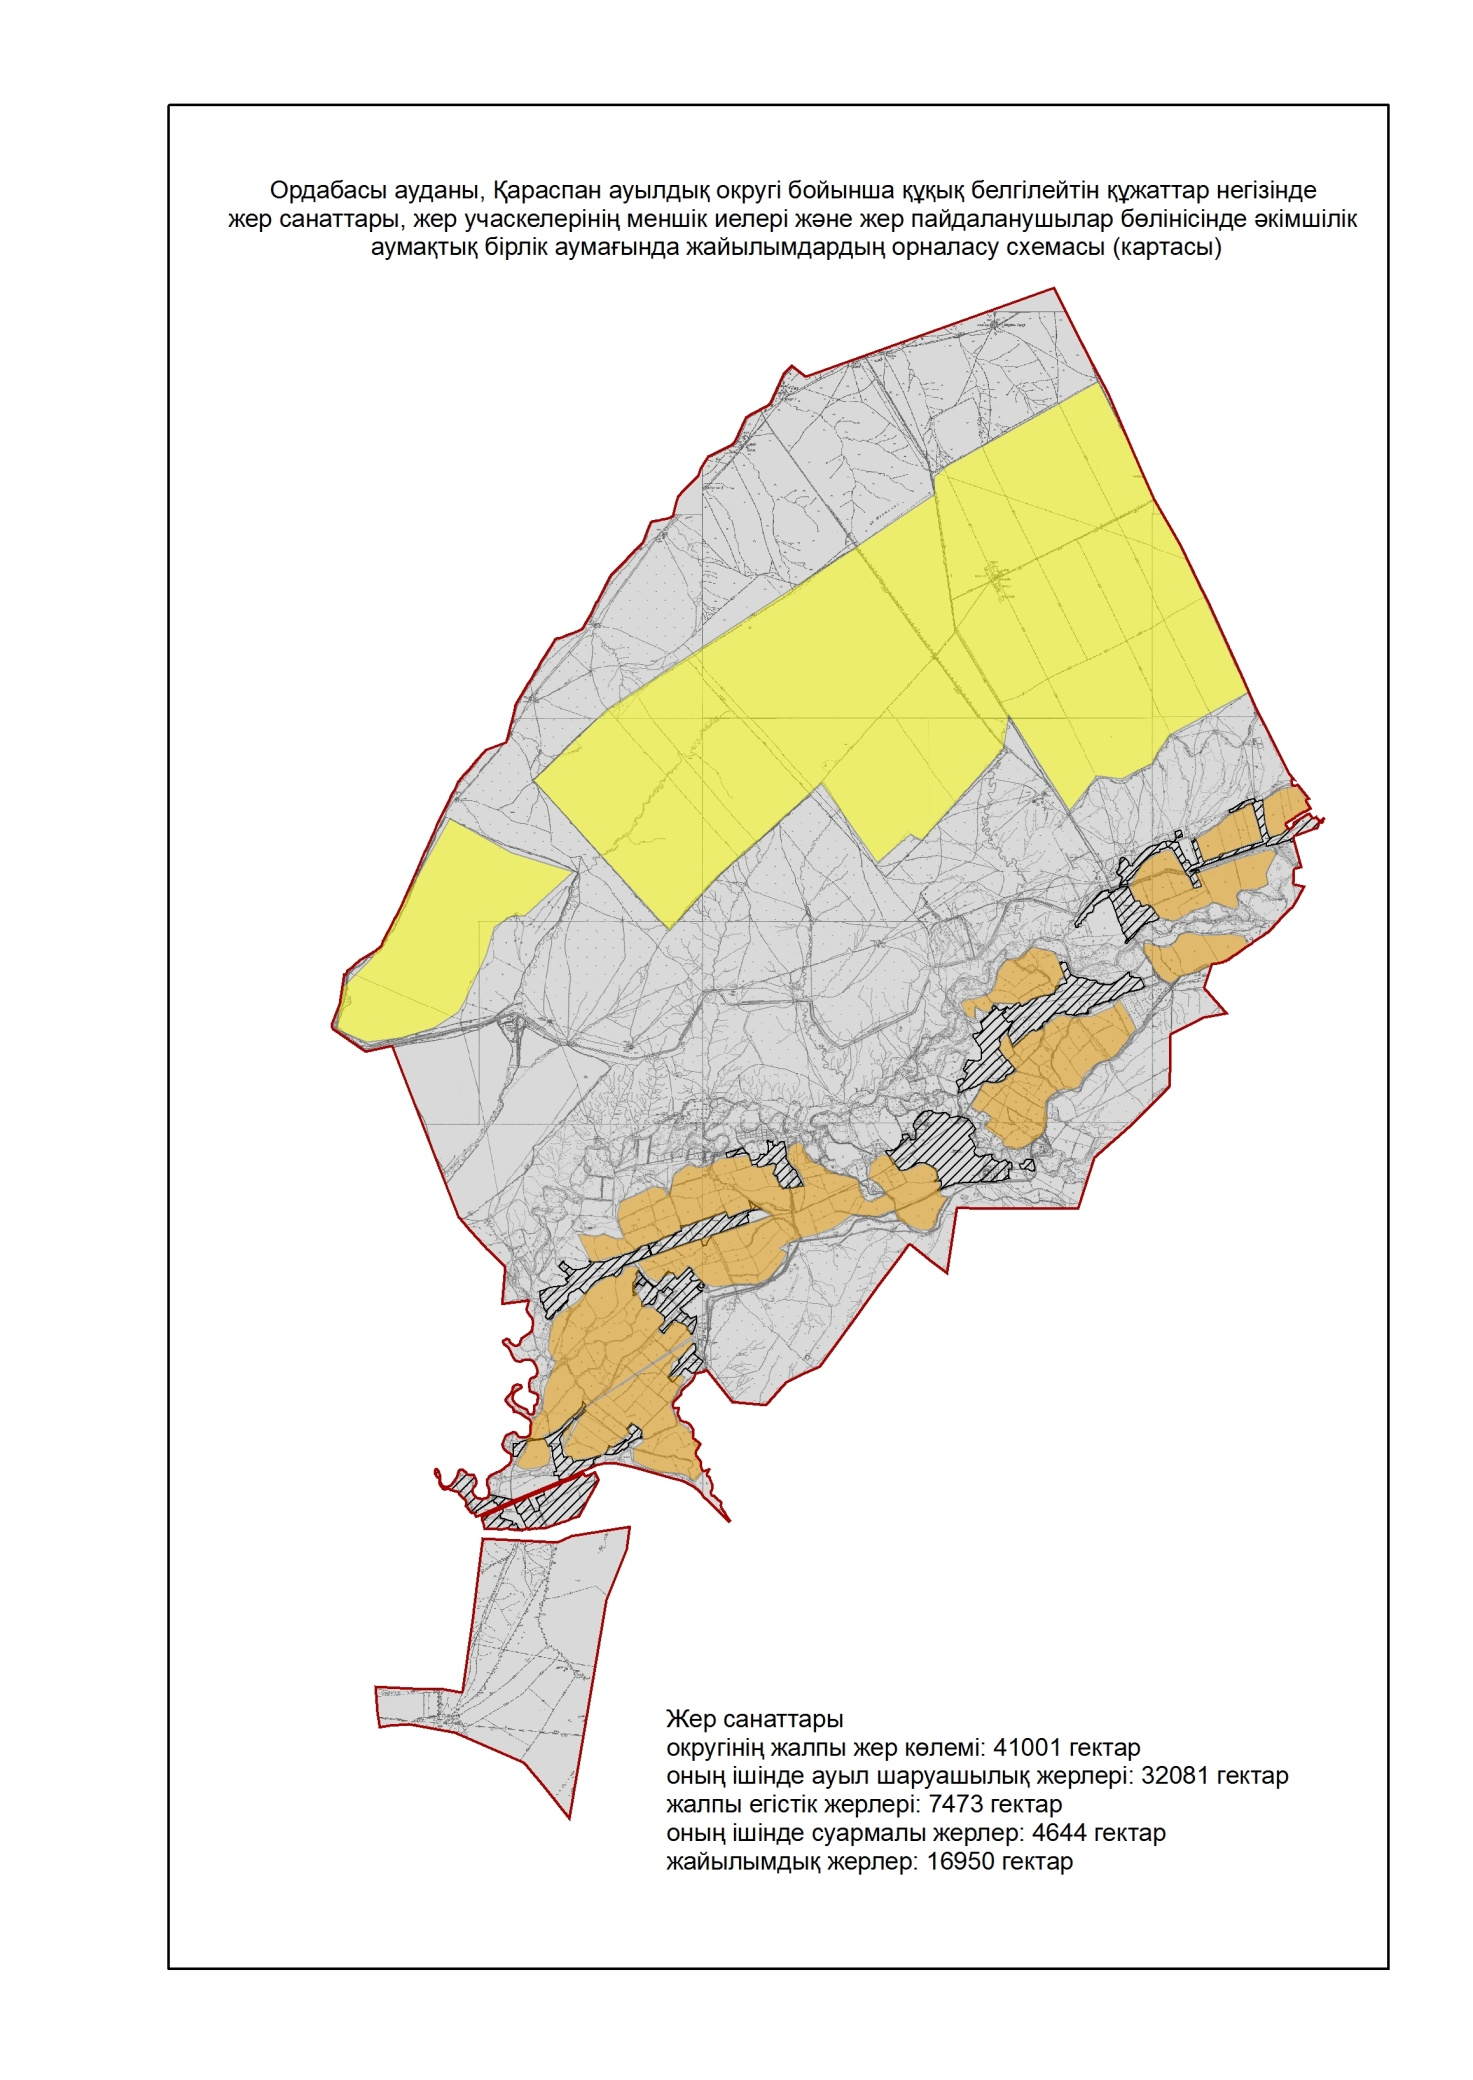 Ордабасы ауданы, Қараспан ауылдық округі бойынша құқық белгілейтін құжаттар негізінде
жер санаттары, жер учаскелерінің меншік иелері және жер пайдаланушылар бөлінісінде әкімшілік
аумақтық бірлік аумағында жайылымдардың орналасу схемасы (картасы)
Жер санаттары
округінің жалпы жер көлемі: 41001 гектар
оның ішінде ауыл шаруашылық жерлері: 32081 гектар
жалпы егістік жерлері: 7473 гектар
оның ішінде суармалы жерлер: 4644 гектар
жайылымдық жерлер: 16950 гектар